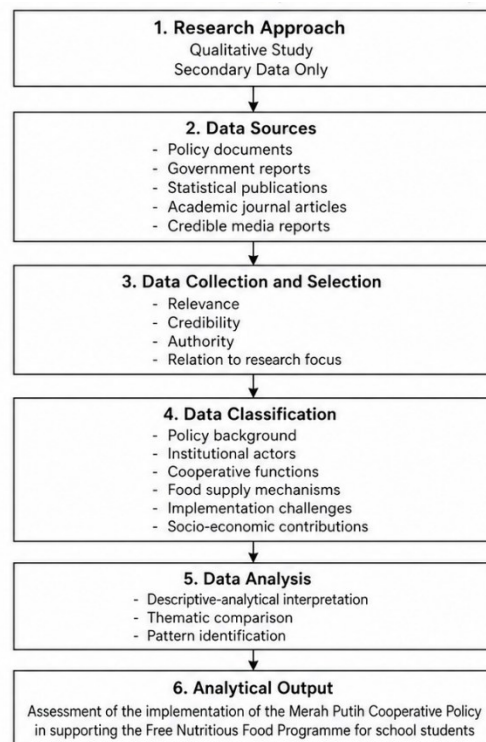 1. Research Approach
Qualitative Study
Secondary Data Only
2. Data Sources
- Policy documents
- Government reports
- Statistical publications
- Academic journal articles
- Credible media reports
3. Data Collection and Selection
- Relevance
- Credibility
- Authority
- Relation to research focus
4. Data Classification
- Policy background
- Institutional actors
- Cooperative functions
- Food supply mechanisms
- Implementation challenges
- Socio-economic contributions
5. Data Analysis
- Descriptive-analytical interpretation
- Thematic comparison
- Pattern identification
6. Analytical Output
Assessment of the implementation of the Merah Putih Cooperative Policy
in supporting the Free Nutritious Food Programme for school students